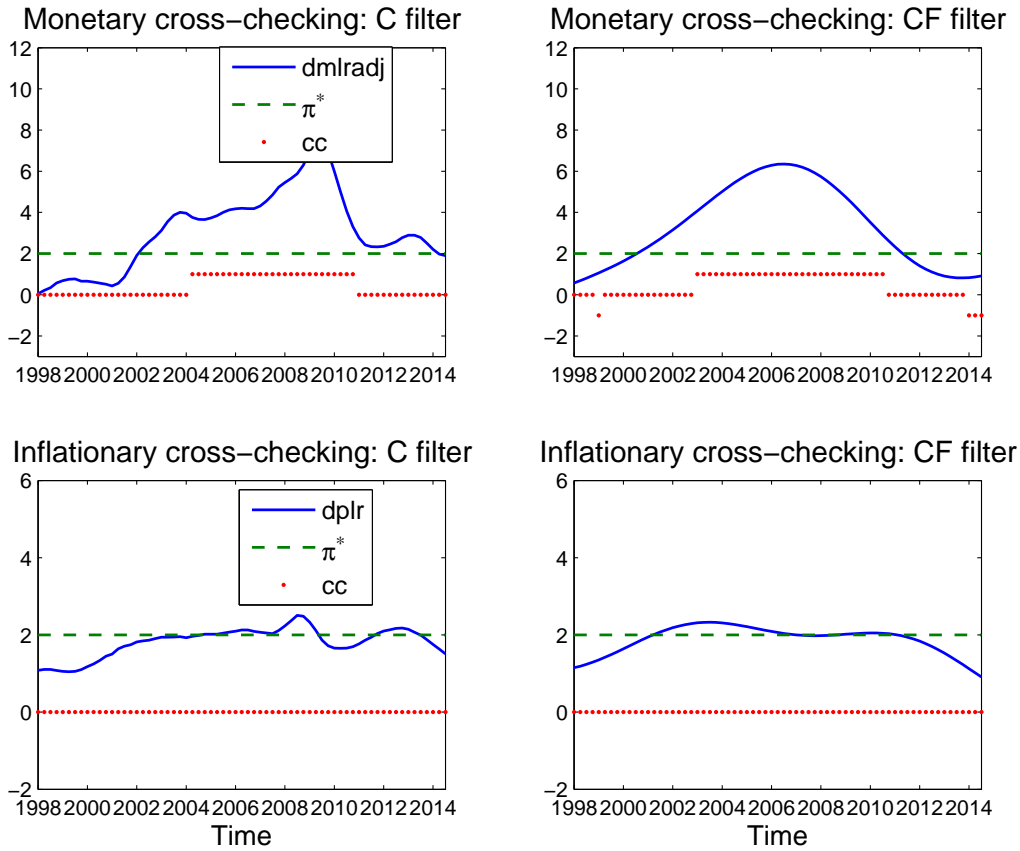 Monetary cross−checking: C filter
12
10
8
6
4
2
0
−2
dmlradj
π*
cc
1998 2000 2002 2004 2006 2008 2010 2012 2014
Monetary cross−checking: CF filter
12
10
8
6
4
2
0
−2
1998 2000 2002 2004 2006 2008 2010 2012 2014
Inflationary cross−checking: C filter
6
4
2
0
−2
dplr
π*
cc
1998 2000 2002 2004 2006 2008 2010 2012 2014
Time
Inflationary cross−checking: CF filter
6
4
2
0
−2
1998 2000 2002 2004 2006 2008 2010 2012 2014
Time